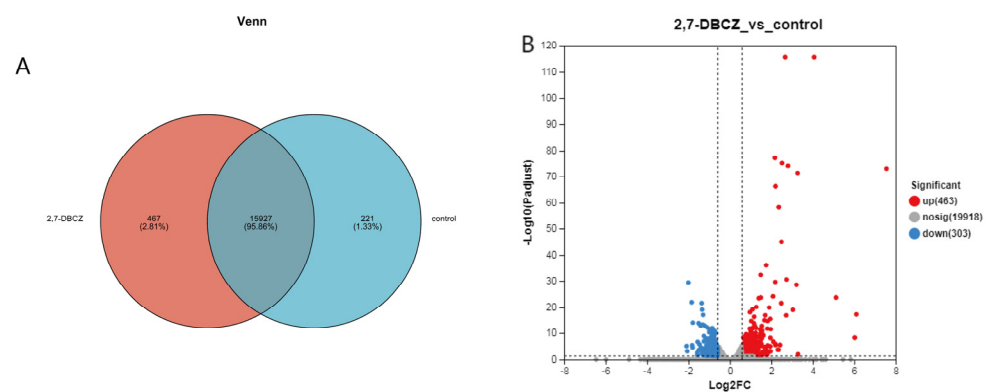 Venn
A
2,7-DBCZ
467
(2.81%)
15927
(95.86%)
221
(1.33%)
control
B
2,7-DBCZ_vs_control
-Log10(Padjust)
120
110
100
90
80
70
60
50
40
30
20
10
0
-8 -6 -4 -2 0 2 4 6 8
Log2FC
Significant
up(463)
nosig(19918)
down(303)